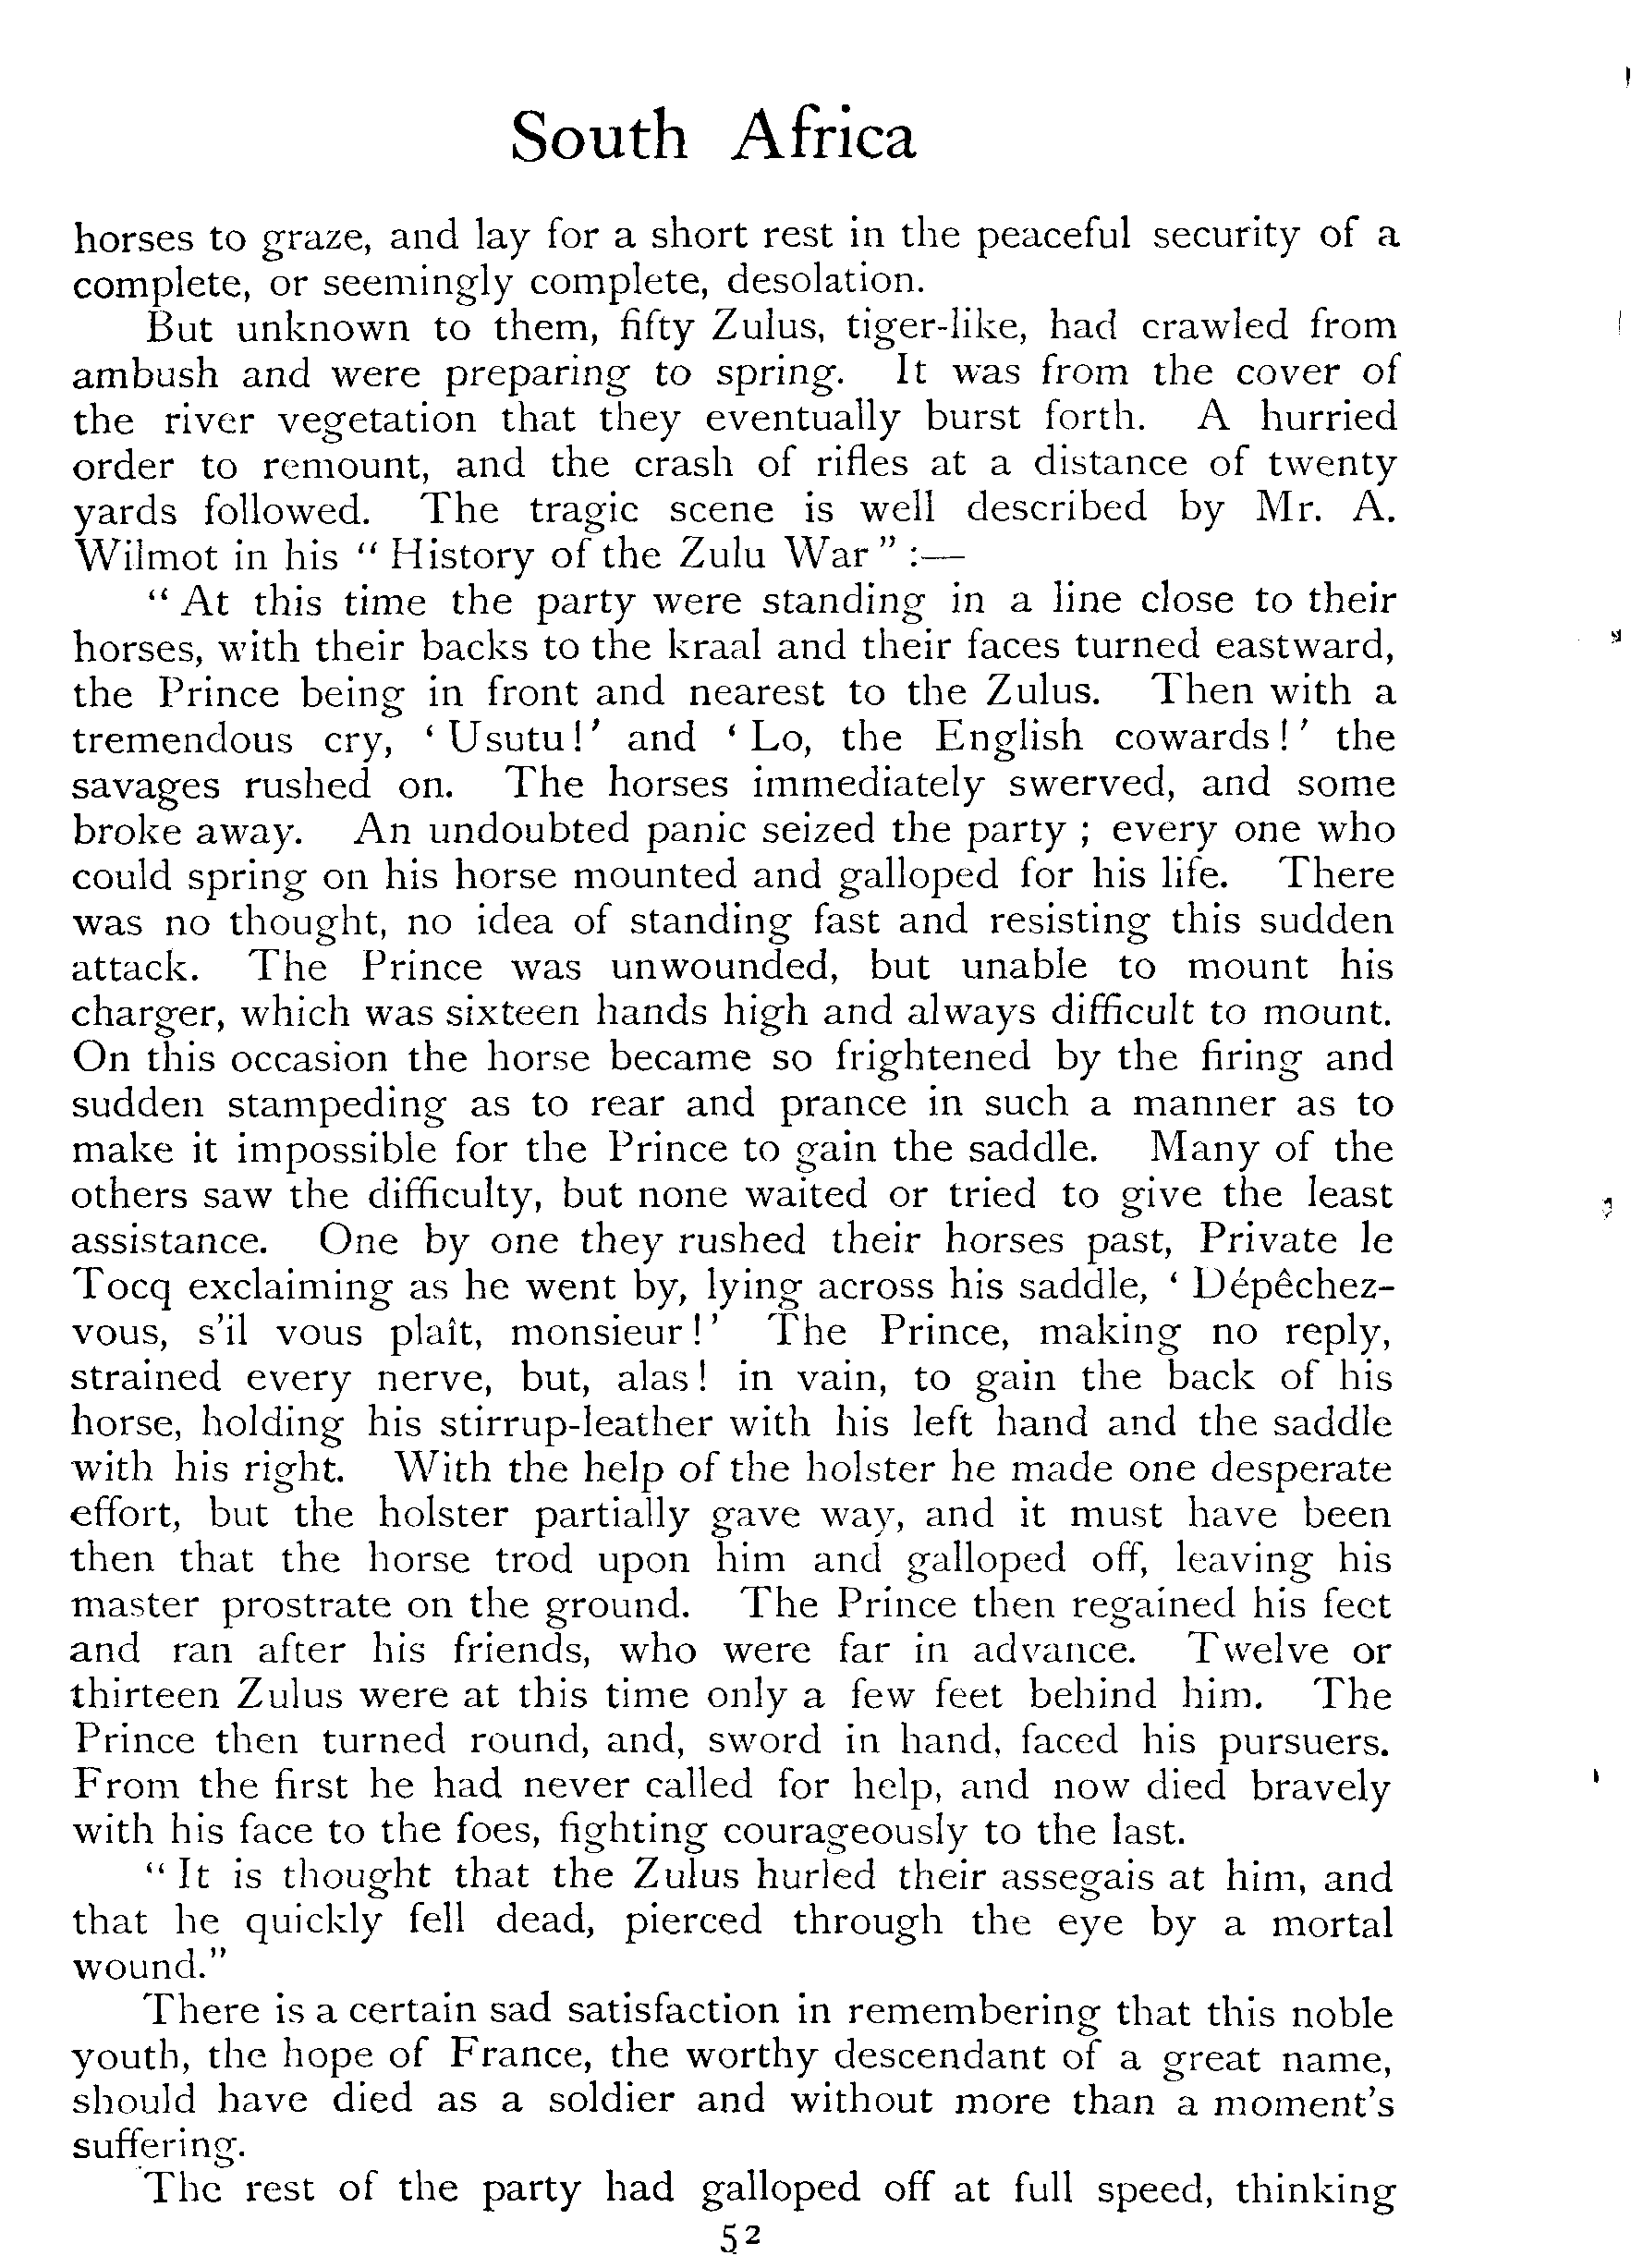 South Africa
horses to graze, and lay for a short rest in the peaceful security of a
complete, or seemingly complete, desolation.
But unknown to them, fifty Zulus, tiger-like, had crawled from
ambush and were preparing to spring. It was from the cover of
the river vegetation that they eventually burst forth. A hurried
order to remount, and the crash of rifles at a distance of twenty
yards followed. The tragic scene is well described by Mr. A.
Wilmot in his “ History of the Zulu War ” :—
“ At this time the party were standing in a line close to their
horses, with their backs to the kraal and their faces turned eastward,
the Prince being in front and nearest to the Zulus. Then with a
tremendous cry, ‘ Usutu !’ and ‘ Lo, the English cowards ! ’ the
savages rushed on. The horses immediately swerved, and some
broke away. An undoubted panic seized the party ; every one who
could spring on his horse mounted and galloped for his life. There
was no thought, no idea of standing fast and resisting this sudden
attack. The Prince was unwounded, but unable to mount his
charger, which was sixteen hands high and always difficult to mount.
On this occasion the horse became so frightened by the firing and
sudden stampeding as to rear and prance in such a manner as to
make it impossible for the Prince to gain the saddle. Many of the
others saw the difficulty, but none waited or tried to give the least
assistance. One by one they rushed their horses past, Private le
Tocq exclaiming as he went by, lying across his saddle, ‘ Dépêchez-
vous, s’il vous plaît, monsieur ! ’ The Prince, making no reply,
strained every nerve, but, alas ! in vain, to gain the back of his
horse, holding his stirrup-leather with his left hand and the saddle
with his right. With the help of the holster he made one desperate
effort, but the holster partially gave way, and it must have been
then that the horse trod upon him and galloped off, leaving his
master prostrate on the ground. The Prince then regained his feet
and ran after his friends, who were far in advance. Twelve or
thirteen Zulus were at this time only a few feet behind him. The
Prince then turned round, and, sword in hand, faced his pursuers.
From the first he had never called for help, and now died bravely
with his face to the foes, fighting courageously to the last.
“ It is thought that the Zulus hurled their assegais at him, and
that he quickly fell dead, pierced through the eye by a mortal
wound.”
There is a certain sad satisfaction in remembering that this noble
youth, the hope of France, the worthy descendant of a great name,
should have died as a soldier and without more than a moment’s
suffering.
The rest of the party had galloped off at full speed, thinking
52